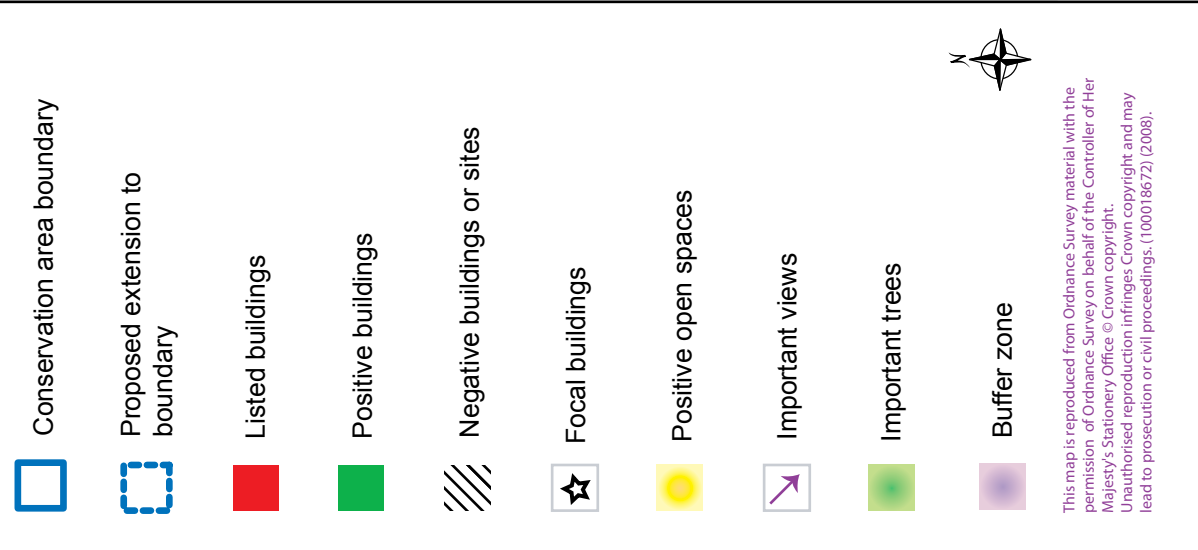 Conservation area boundary
Proposed extension to
boundary
Listed buildings
Positive buildings
Negative buildings or sites
Focal buildings
Positive open spaces
Important views
Important trees
Buffer zone
N
This map is reproduced from Ordnance Survey material with the
permission of Ordnance Survey on behalf of the Controller of Her
Majesty's Stationery Office © Crown copyright.
Unauthorised reproduction infringes Crown copyright and may
lead to prosecution or civil proceedings. (100018672) (2008).